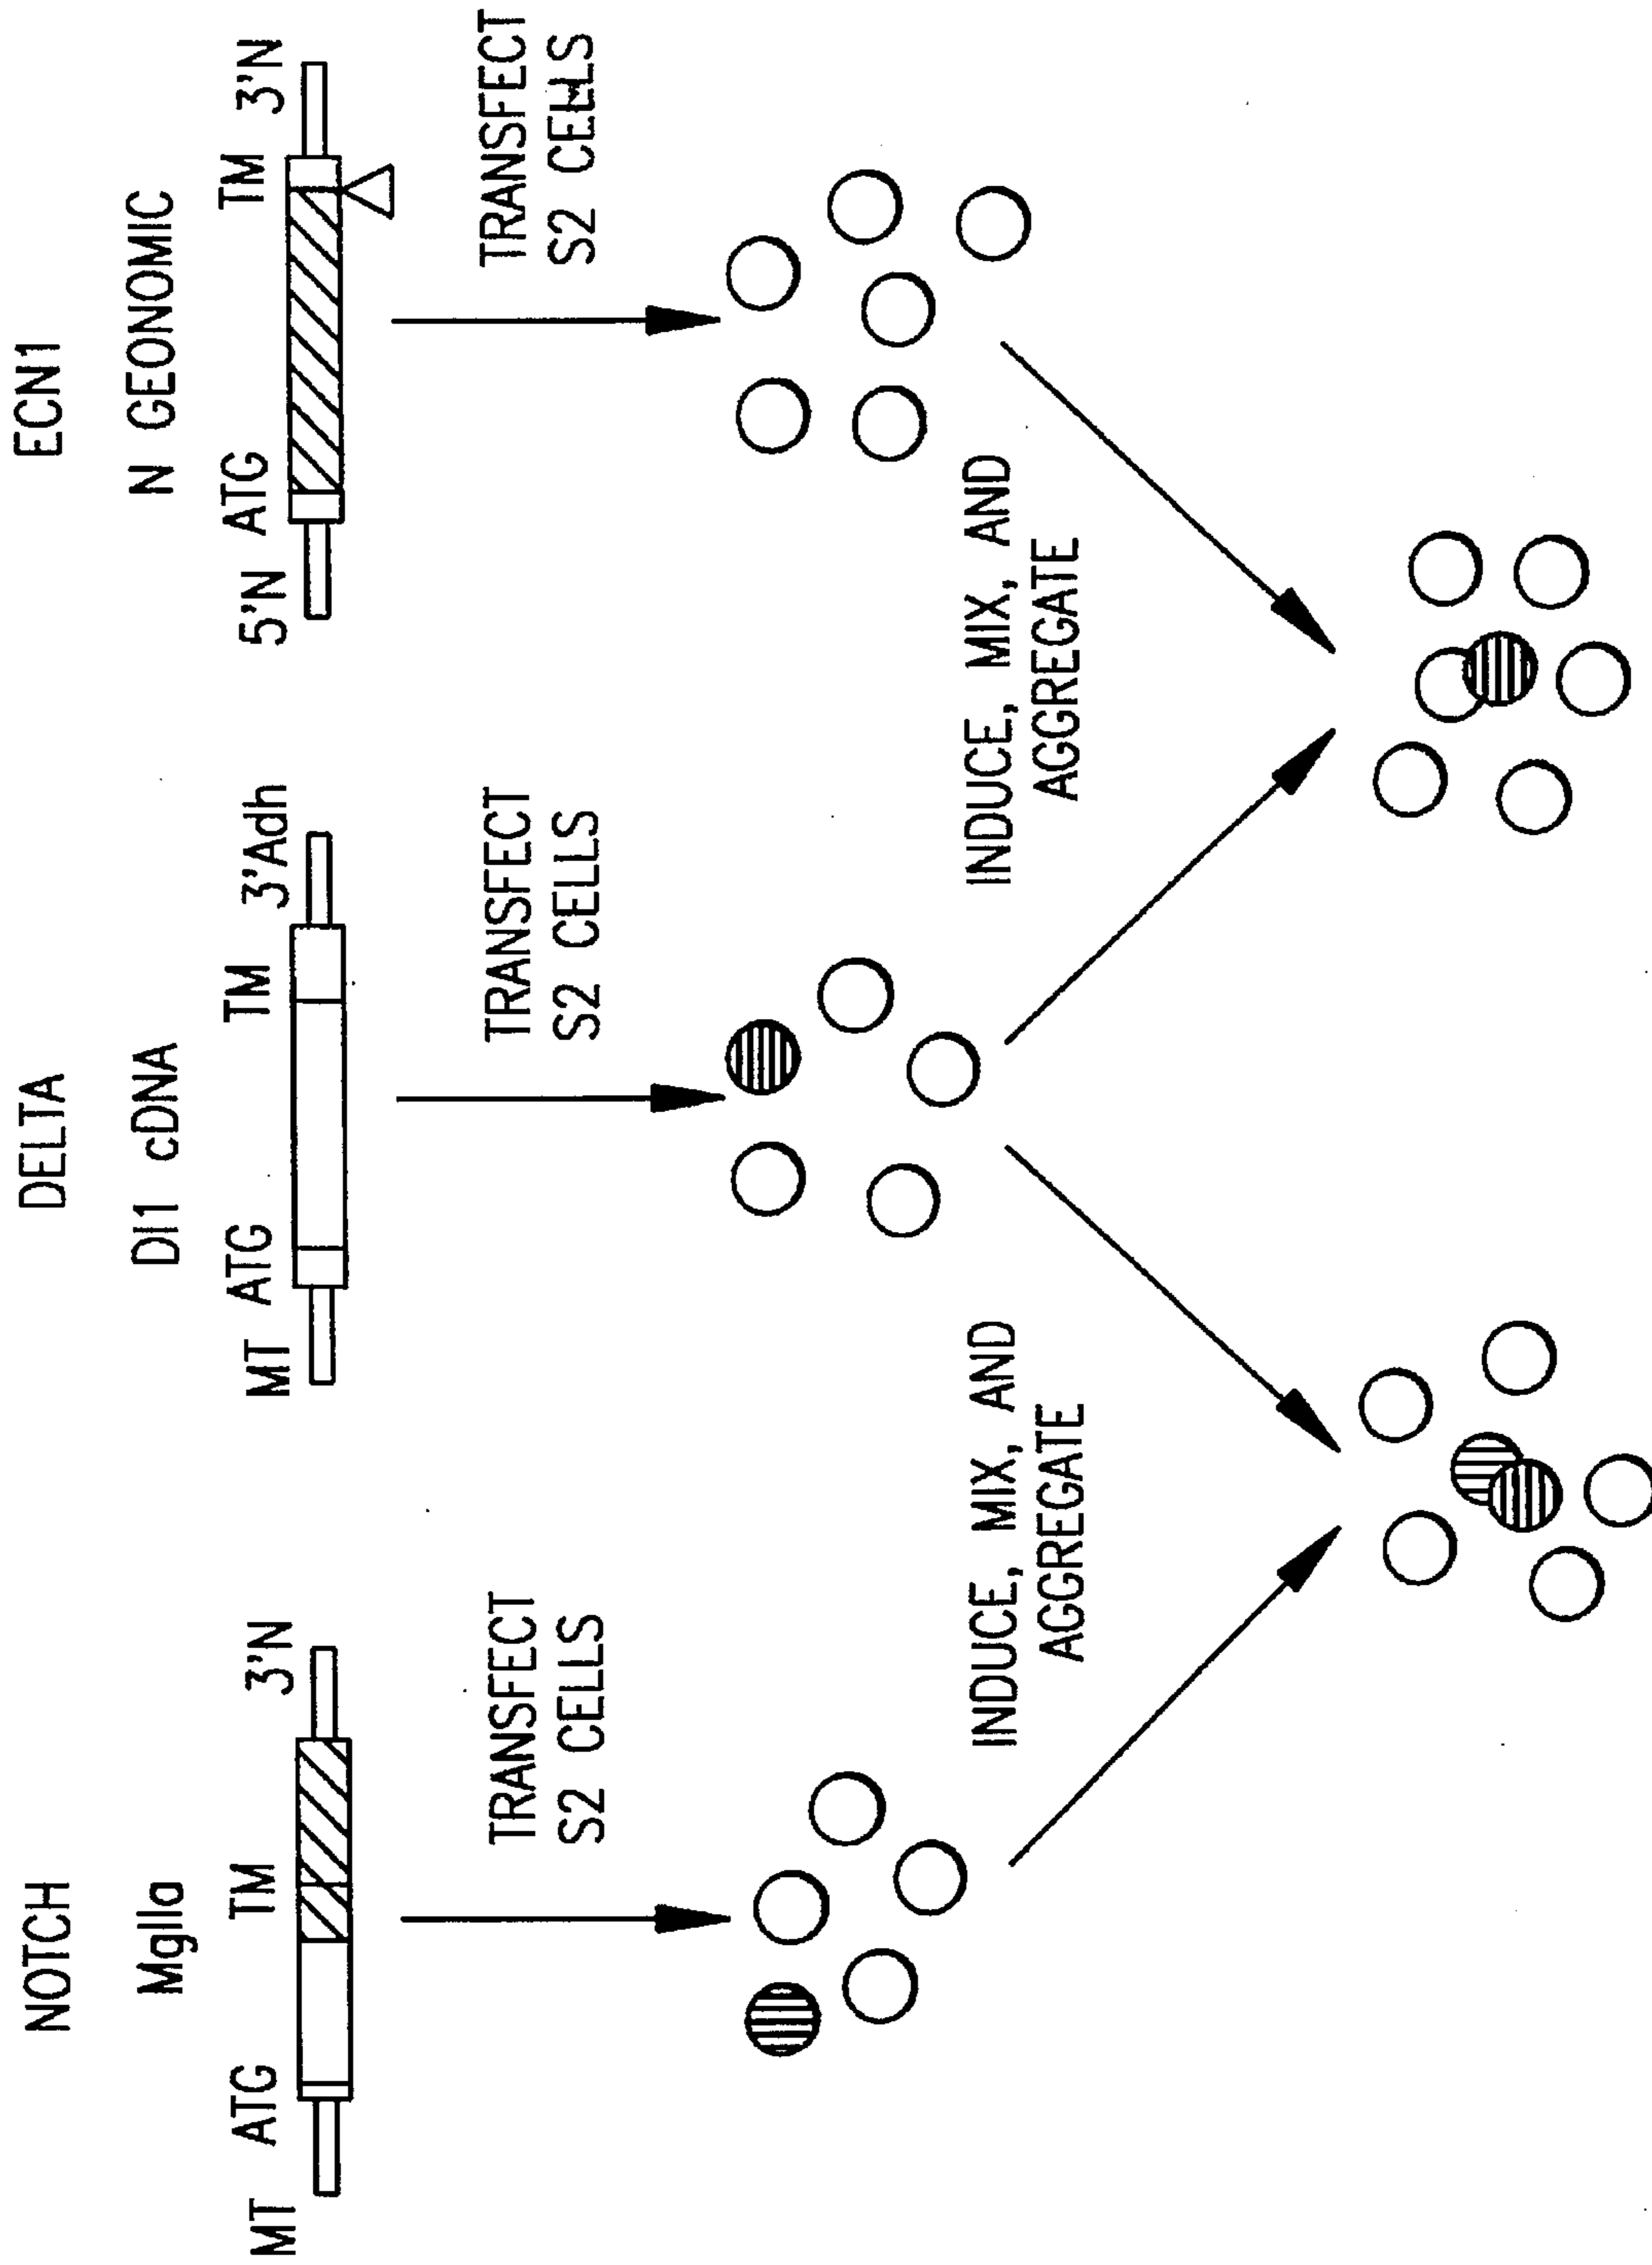 NOTCH
MgIIa
MT ATG TM 3'N
TRANSFECT
S2 CELLS
DELTA
Dl1 cDNA
MT ATG TM 3'Adh
TRANSFECT
S2 CELLS
ECN1
N GEONOMIC
5'N ATG TM 3'N
TRANSFECT
S2 CELLS
INDUCE, MIX, AND
AGGREGATE
INDUCE, MIX, AND
AGGREGATE